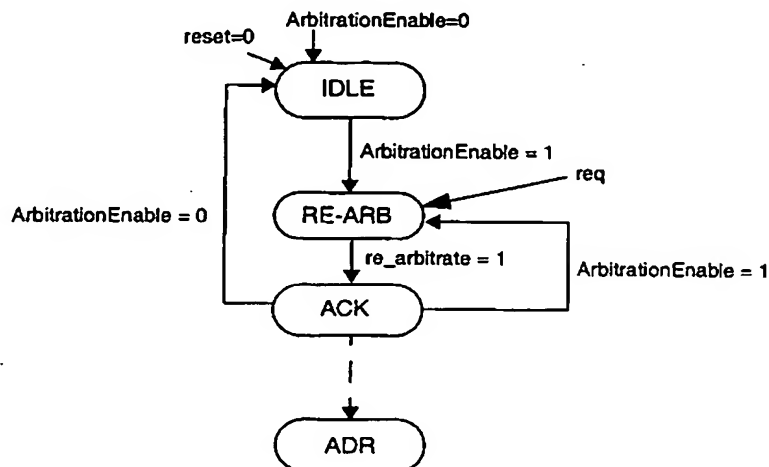 ArbitrationEnable=0
reset=0
IDLE
ArbitrationEnable = 1
req
ArbitrationEnable = 0
RE-ARB
re_arbitrate = 1
ArbitrationEnable = 1
ACK
ADR